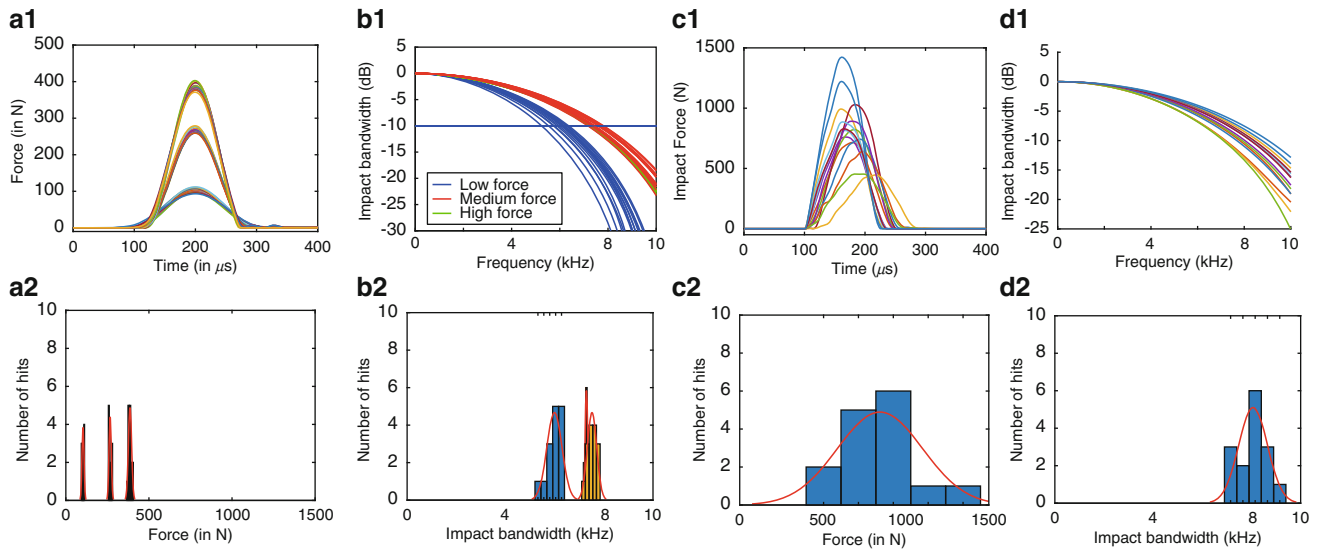 a1
500
400
300
200
100
0
Force (in N)
0 100 200 300 400
Time (in μs)
b1
5
0
-5
-10
-15
-20
-25
-30
Impact bandwidth (dB)
Low force
Medium force
High force
0 4 8 10
Frequency (kHz)
c1
1500
1000
500
0
Impact Force (N)
0 100 200 300 400
Time (μs)
d1
5
0
-5
-10
-15
-20
-25
Impact bandwidth (dB)
0 4 8 10
Frequency (kHz)
a2
10
8
6
4
2
0
Number of hits
0 500 1000 1500
Force (in N)
b2
10
8
6
4
2
0
Number of hits
0 4 6 10
Impact bandwidth (kHz)
c2
10
8
6
4
2
0
Number of hits
0 500 1000 1500
Force (in N)
d2
10
8
6
4
2
0
Number of hits
0 4 8 10
Impact bandwidth (kHz)